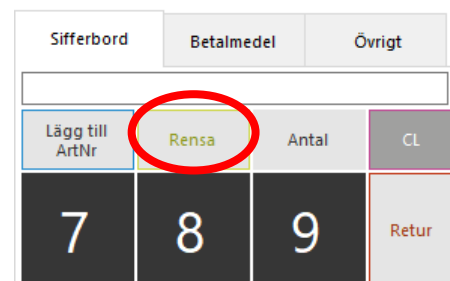 Sifferbord Betalmedel Övrigt
Lägg till
ArtNr
Rensa Antal CL
7 8 9 Retur